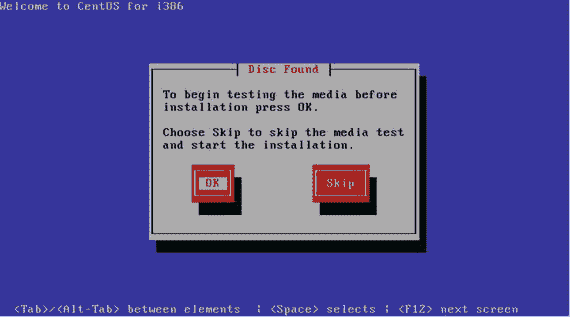 Welcome to CentOS for i386
Disc Found
To begin testing the media before
installation press OK.
Choose Skip to skip the media test
and start the installation.
OK Skip
<Tab>/<Alt-Tab> between elements | <Space> selects | <F12> next screen